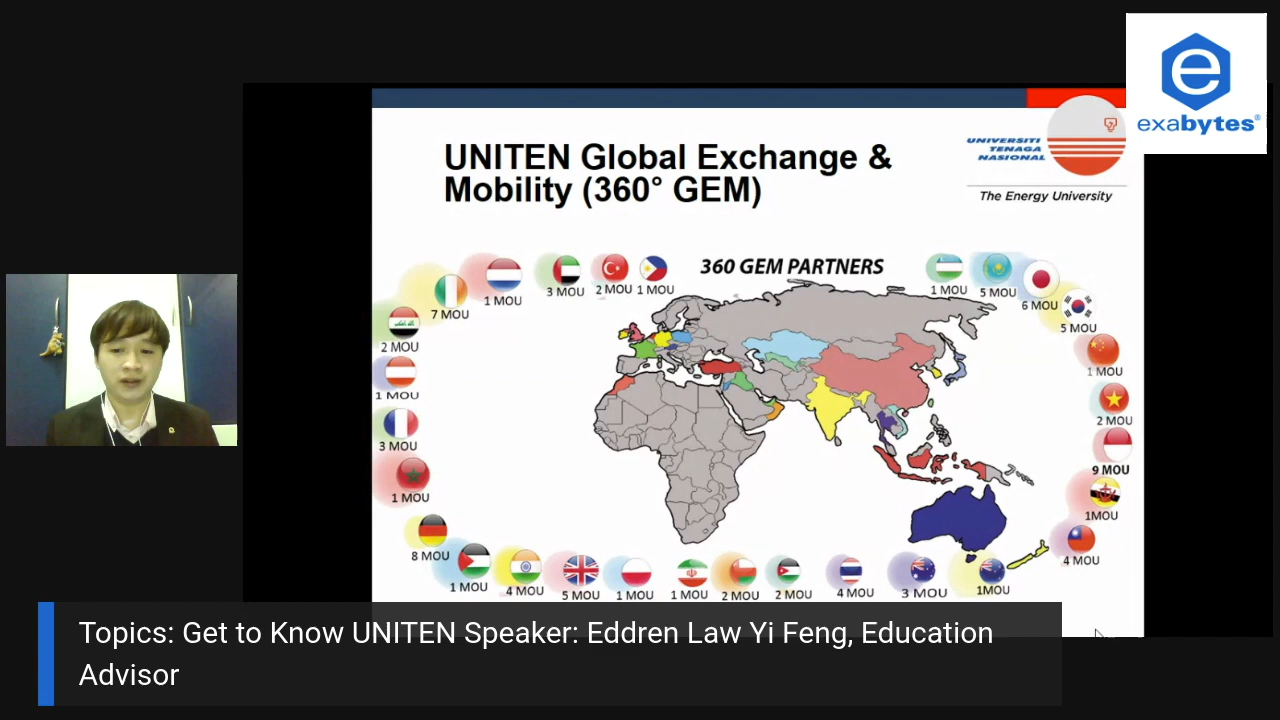 e
exabytes®
UNIVERSITI
TENAGA
NASIONAL
The Energy University
UNITEN Global Exchange &
Mobility (360° GEM)
360 GEM PARTNERS
7 MOU
1 MOU
3 MOU
2 MOU
1 MOU
1 MOU
5 MOU
6 MOU
5 MOU
2 MOU
1 MOU
1 MOU
2 MOU
3 MOU
9 MOU
1 MOU
1MOU
8 MOU
4 MOU
1 MOU
4 MOU
5 MOU
1 MOU
1 MOU
2 MOU
2 MOU
4 MOU
3 MOU
1MOU
Topics: Get to Know UNITEN Speaker: Eddren Law Yi Feng, Education
Advisor